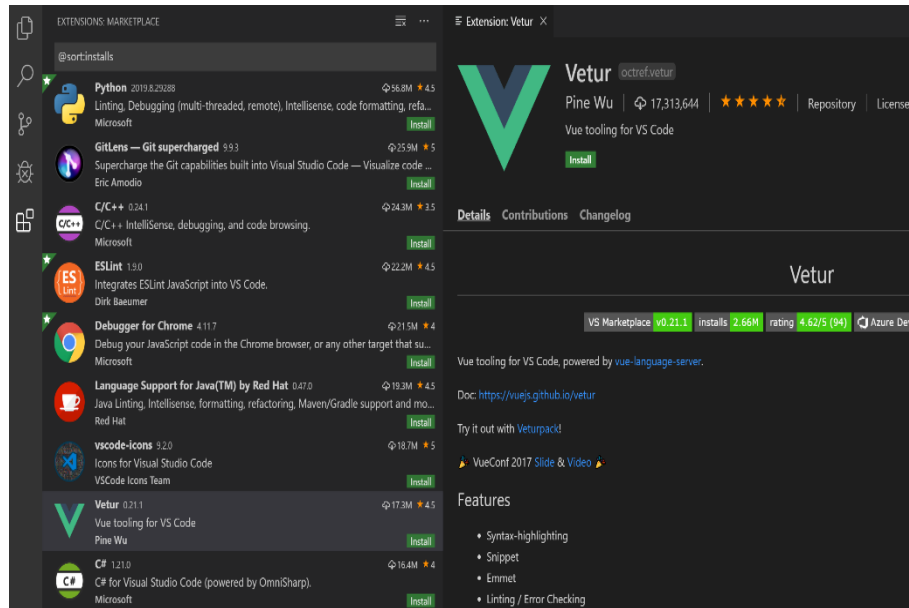 EXTENSIONS: MARKETPLACE
@sort:installs
Python 2019.8.29288 56.8M ★ 4.5
Linting, Debugging (multi-threaded, remote), Intellisense, code formatting, refa...
Microsoft Install
GitLens — Git supercharged 9.9.3 25.9M ★ 5
Supercharge the Git capabilities built into Visual Studio Code — Visualize code ...
Eric Amodio Install
C/C++ 0.24.1 24.3M ★ 3.5
C/C++ IntelliSense, debugging, and code browsing.
Microsoft Install
ESLint 1.9.0 22.2M ★ 4.5
Integrates ESLint JavaScript into VS Code.
Dirk Baeumer Install
Debugger for Chrome 4.11.7 21.5M ★ 4
Debug your JavaScript code in the Chrome browser, or any other target that su...
Microsoft Install
Language Support for Java(TM) by Red Hat 0.47.0 19.3M ★ 4.5
Java Linting, Intellisense, formatting, refactoring, Maven/Gradle support and mo...
Red Hat Install
vscode-icons 9.2.0 18.7M ★ 5
Icons for Visual Studio Code
VSCode Icons Team Install
Vetur 0.21.1 17.3M ★ 4.5
Vue tooling for VS Code
Pine Wu Install
C# 1.21.0 16.4M ★ 4
C# for Visual Studio Code (powered by OmniSharp).
Microsoft Install
C/C++
ES
Lint
C#
Extension: Vetur
Vetur octref.vetur
Pine Wu | 17,313,644 | ★★★★ | Repository | License
Vue tooling for VS Code
Install
Details Contributions Changelog
Vetur
VS Marketplace v0.21.1 installs 2.66M rating 4.62/5 (94) Azure Dev
Vue tooling for VS Code, powered by vue-language-server.
Doc: https://vuejs.github.io/vetur
Try it out with Veturpack!
🎉 VueConf 2017 Slide & Video 🎉
Features
• Syntax-highlighting
• Snippet
• Emmet
• Linting / Error Checking